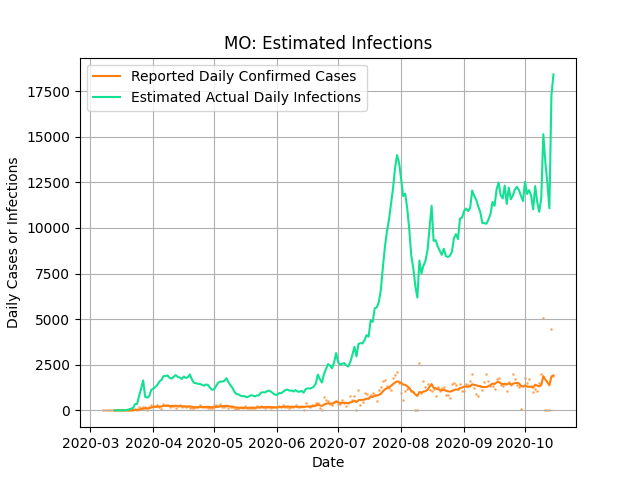 MO: Estimated Infections
Reported Daily Confirmed Cases
Estimated Actual Daily Infections
17500
15000
12500
10000
7500
5000
2500
0
Daily Cases or Infections
2020-03 2020-04 2020-05 2020-06 2020-07 2020-08 2020-09 2020-10
Date